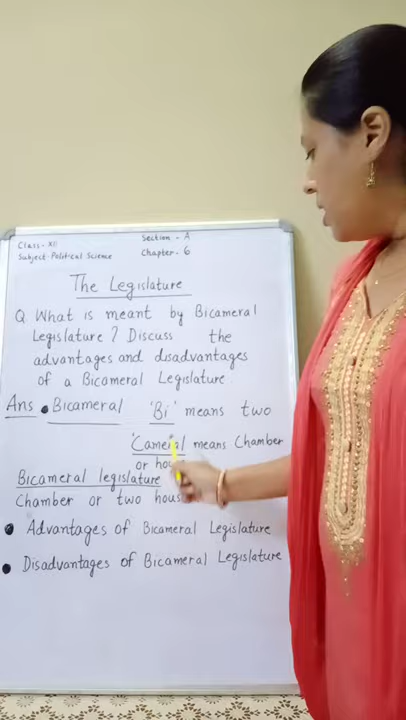 Class - XII
Section - A
Subject - Political Science
Chapter - 6
The Legislature
Q What is meant by Bicameral
Legislature? Discuss the
advantages and disadvantages
of a Bicameral Legislature
Ans Bicameral 'Bi' means two
'Cameral means Chamber
or
Bicameral legislature
Chamber or two
Advantages of Bicameral Legislature
Disadvantages of Bicameral Legislature